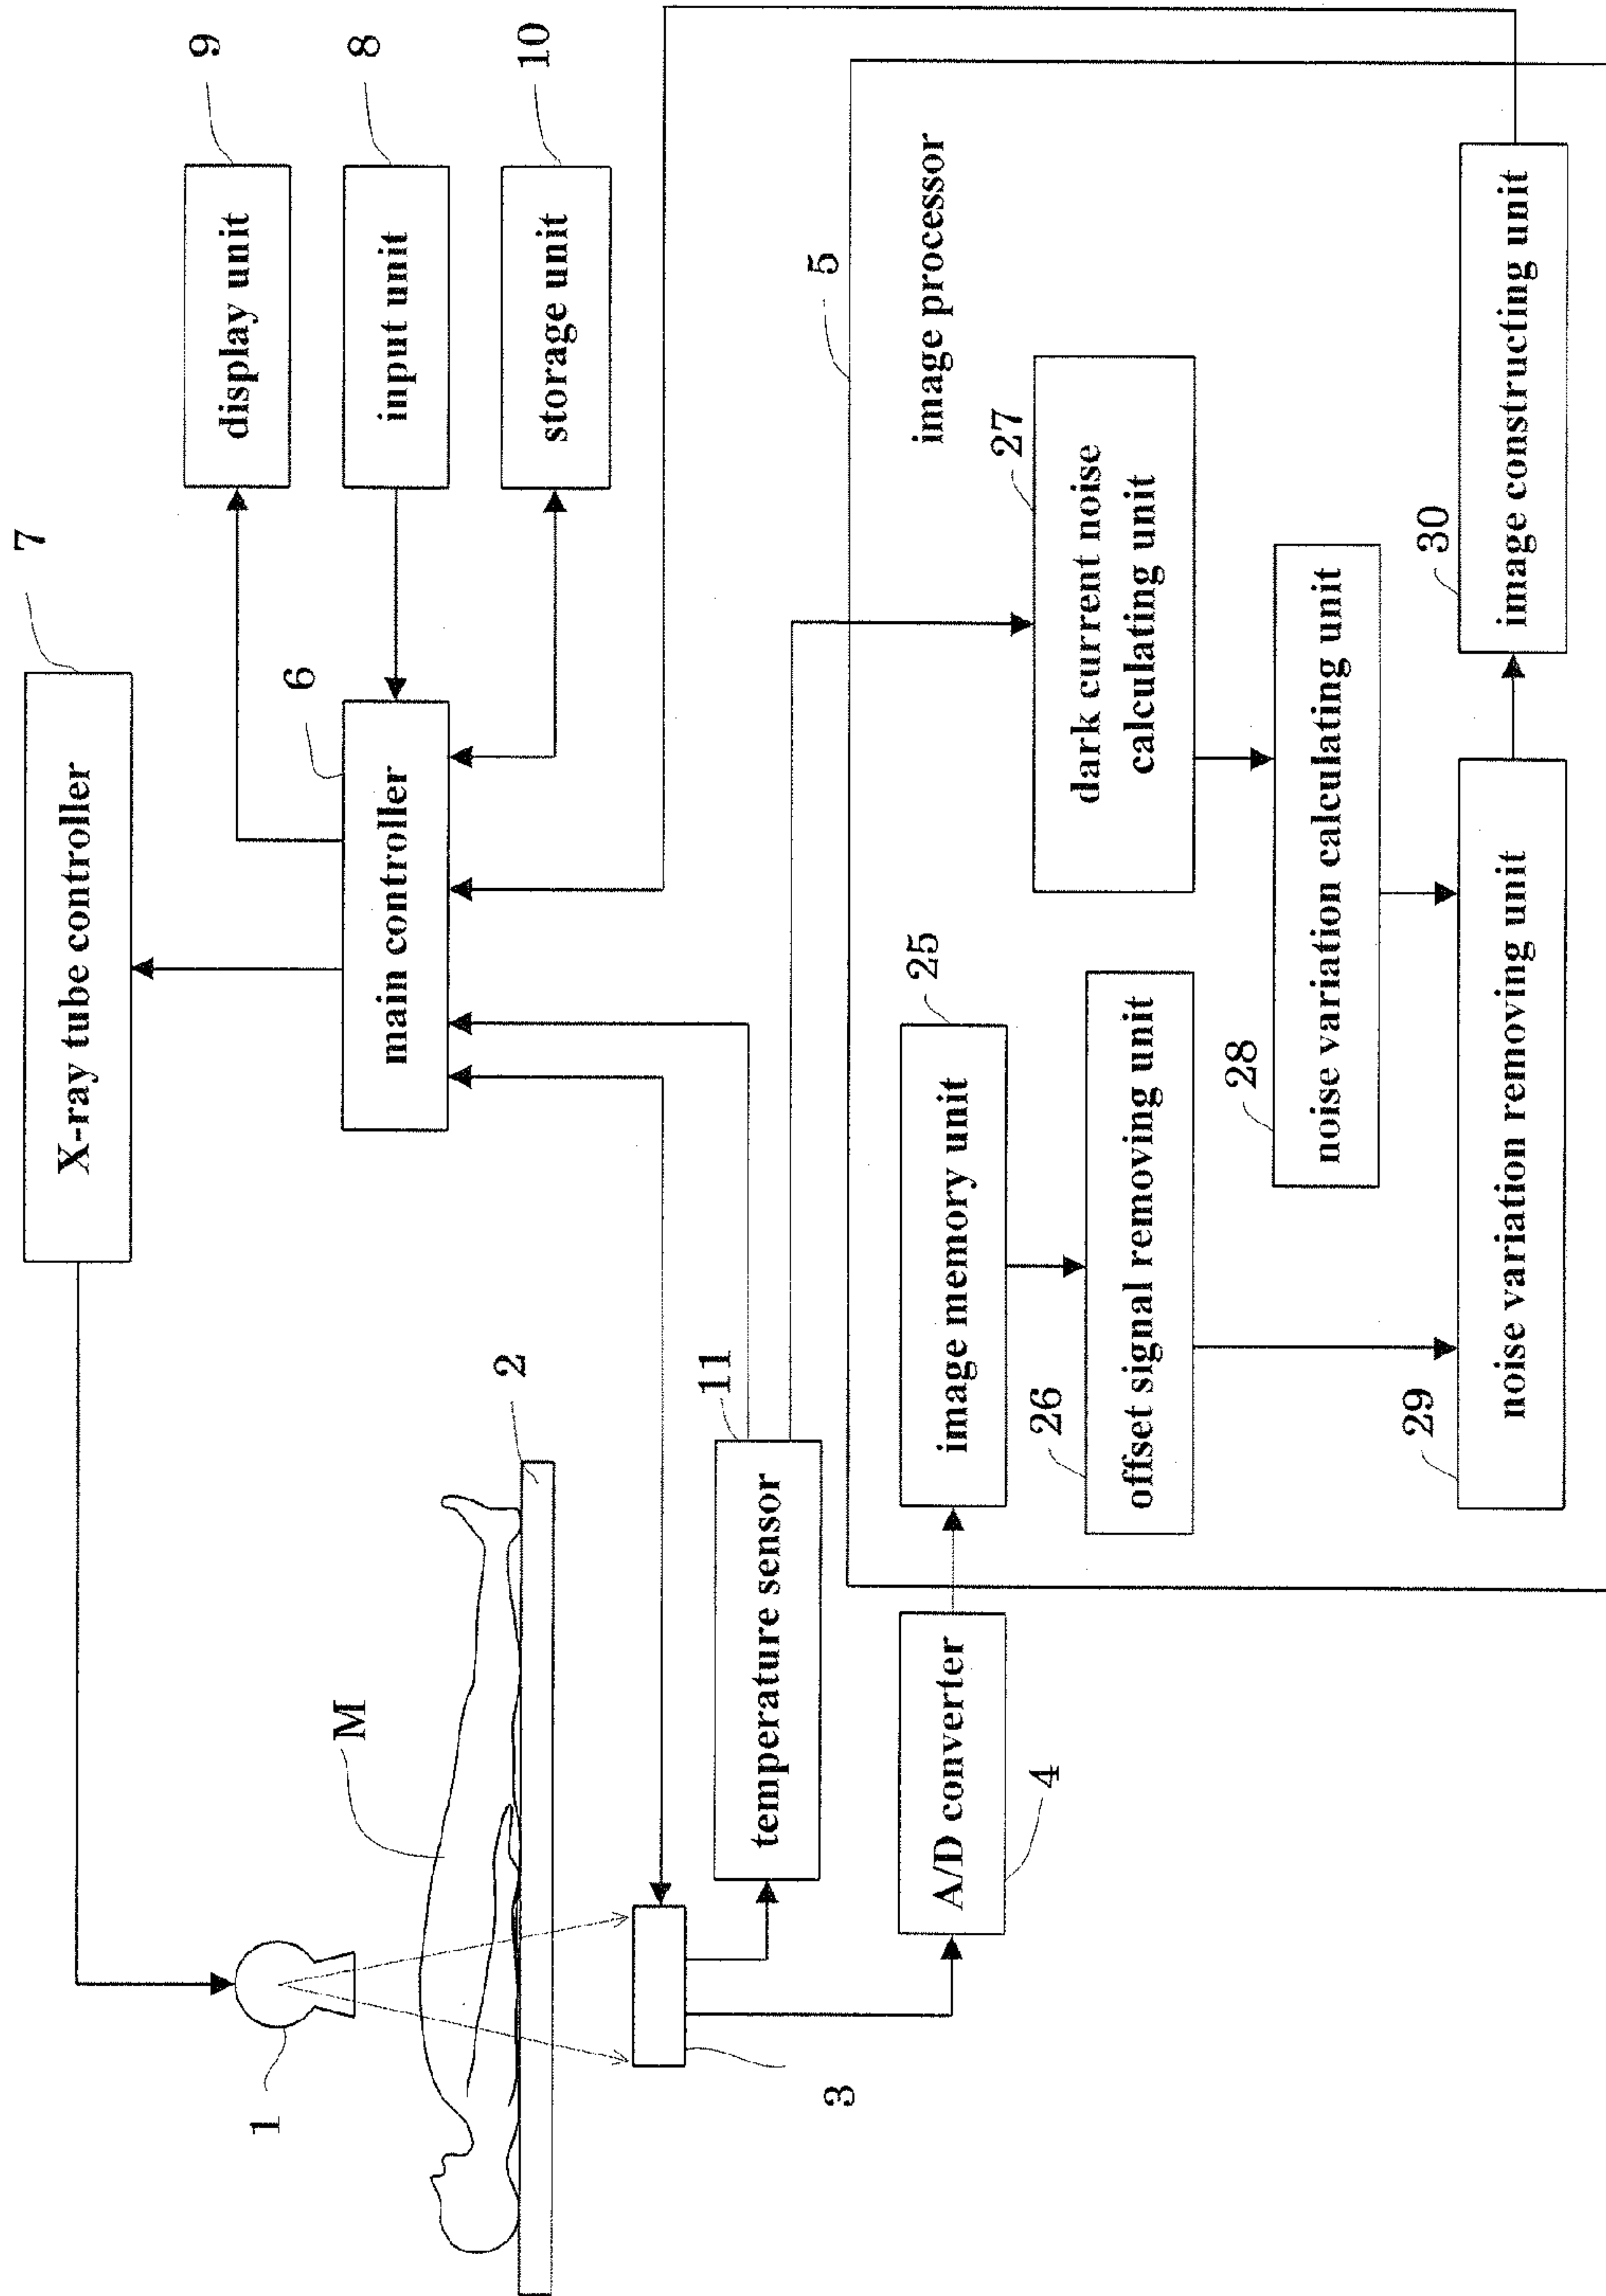 7
X-ray tube controller
9
display unit
1
6
8
main controller
input unit
M
10
storage unit
2
3
11
temperature sensor
5
image processor
A/D converter
4
25
image memory unit
27
dark current noise
calculating unit
26
offset signal removing unit
28
noise variation calculating unit
29
noise variation removing unit
30
image constructing unit